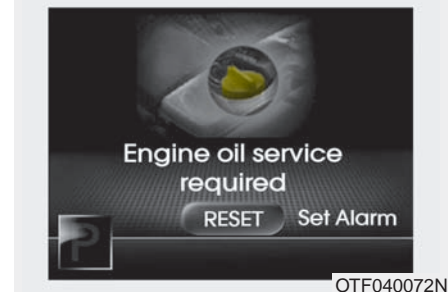 Engine oil service
required
RESET Set Alarm
P
OTF040072N